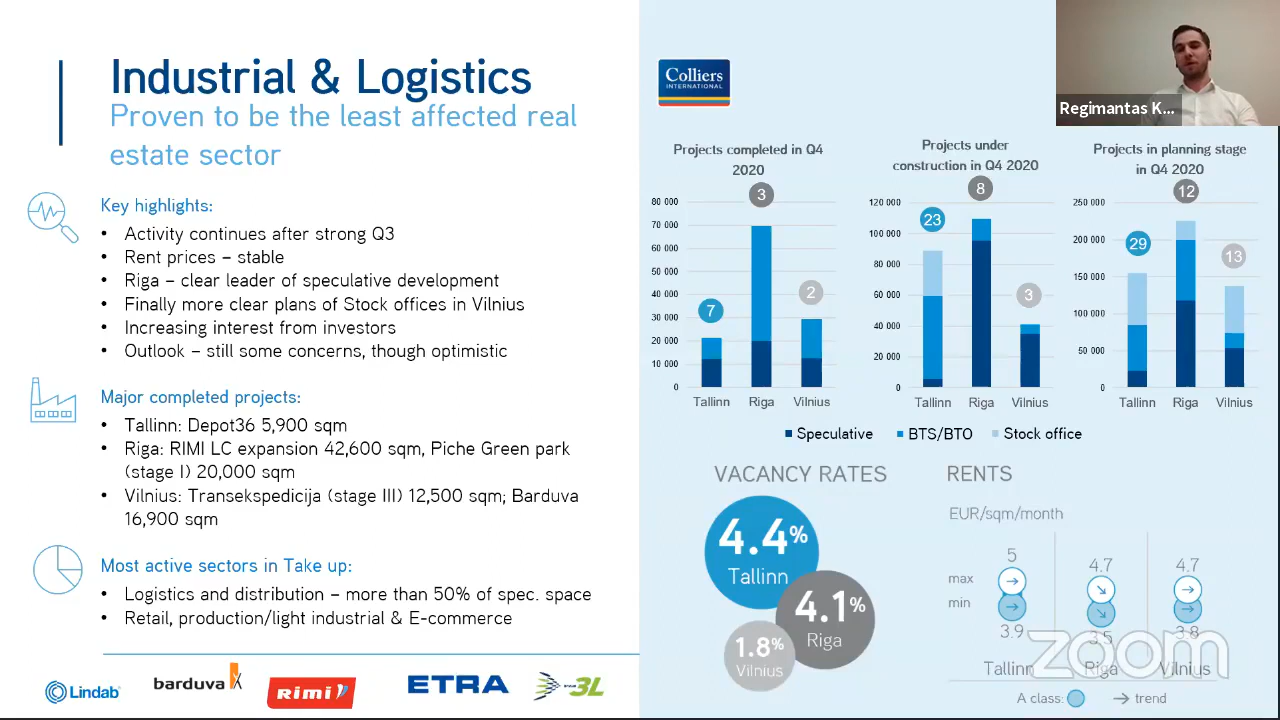 Industrial & Logistics
Proven to be the least affected real
estate sector
Key highlights:
• Activity continues after strong Q3
• Rent prices – stable
• Riga – clear leader of speculative development
• Finally more clear plans of Stock offices in Vilnius
• Increasing interest from investors
• Outlook – still some concerns, though optimistic
Major completed projects:
• Tallinn: Depot36 5,900 sqm
• Riga: RIMI LC expansion 42,600 sqm, Piche Green park
(stage I) 20,000 sqm
• Vilnius: Transekspedicija (stage III) 12,500 sqm; Barduva
16,900 sqm
Most active sectors in Take up:
• Logistics and distribution – more than 50% of spec. space
• Retail, production/light industrial & E-commerce
Lindab
barduva
Rimi
ETRA
3L
Colliers
INTERNATIONAL
Regimantas K...
Projects completed in Q4
2020
3
80 000
70 000
60 000
50 000
40 000
30 000
20 000
10 000
0
7
2
Tallinn Riga Vilnius
Projects under
construction in Q4 2020
8
120 000
100 000
80 000
60 000
40 000
20 000
0
23
3
Tallinn Riga Vilnius
Projects in planning stage
in Q4 2020
12
250 000
200 000
150 000
100 000
50 000
0
29
13
Tallinn Riga Vilnius
Speculative BTS/BTO Stock office
VACANCY RATES
4.4%
Tallinn
4.1%
Riga
1.8%
Vilnius
RENTS
EUR/sqm/month
5 4.7 4.7
max
min
3.9 3.5 3.8
Tallinn Riga Vilnius
zoom
A class: → trend